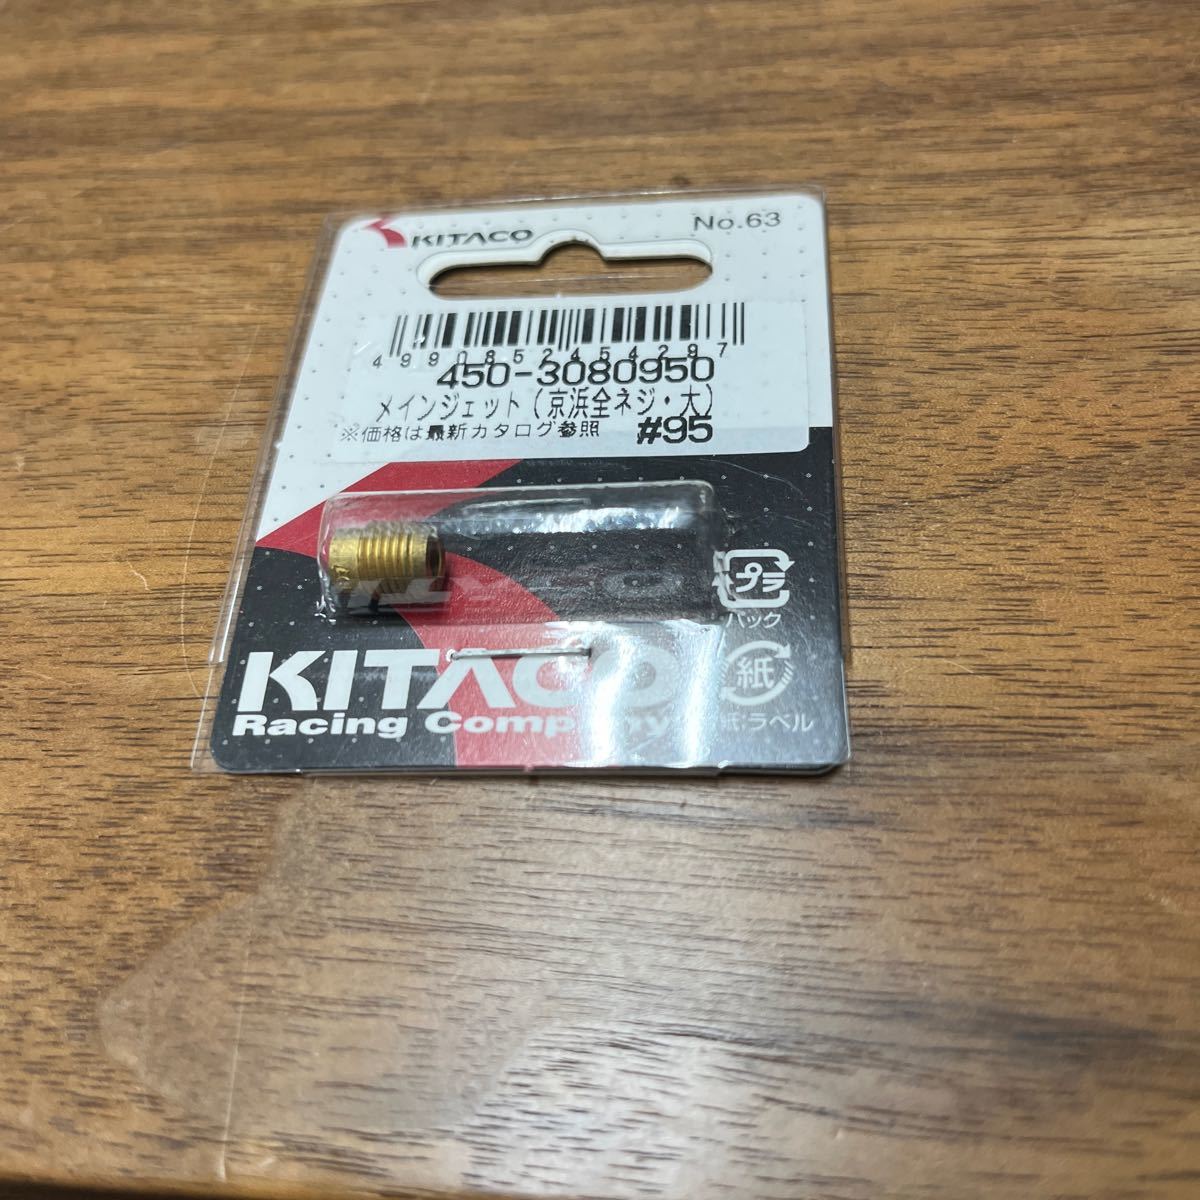 KITACO
No.63
4990852454297
450-3080950
メインジェット(京浜全ネジ・大)
※価格は最新カタログ参照 #95
プラ
パック
KITACO
紙
Racing Company
紙:ラベル